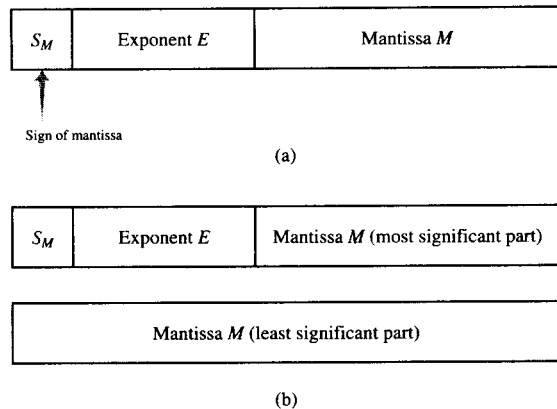 S_M Exponent E Mantissa M
Sign of mantissa
(a)
S_M Exponent E Mantissa M (most significant part)
Mantissa M (least significant part)
(b)